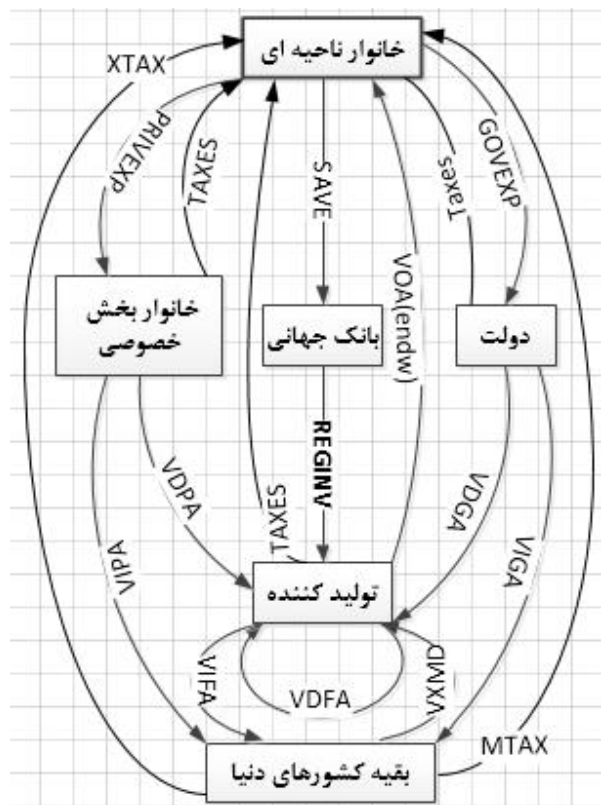 خانوار ناحیه ای
XTAX
PRIVEXP
TAXES
SAVE
Taxes
GOVEXP
VOA(endw)
خانوار بخش
خصوصی
بانک جهانی
دولت
REGINV
VDPA
VIPA
TAXES
VDGA
VIGA
تولید کننده
VIFA
VDFA
VXMD
MTAX
بقیه کشورهای دنیا